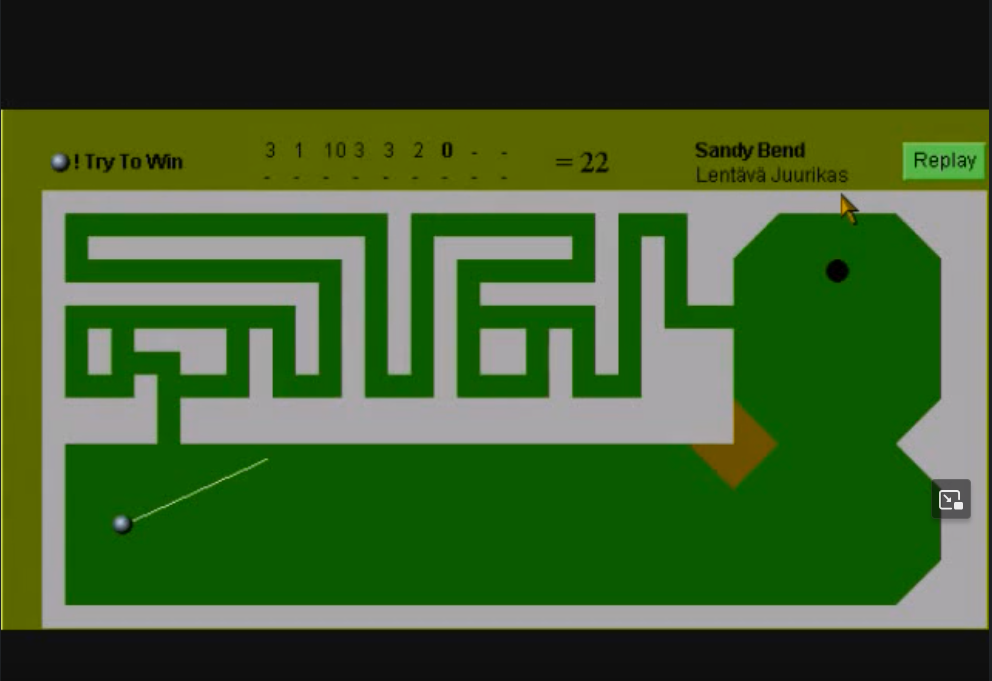 ! Try To Win
3 1 10 3 3 2 0 - -
- - - - - - - - -
= 22
Sandy Bend
Lentävä Juurikas
Replay